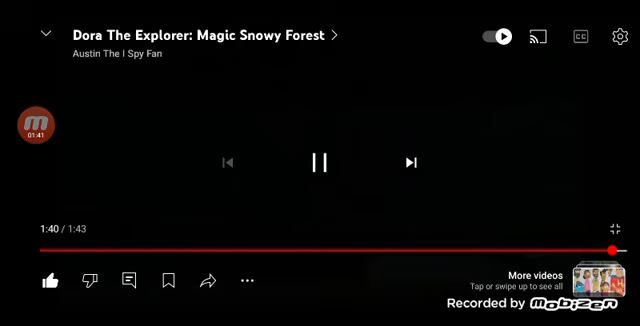 Dora The Explorer: Magic Snowy Forest
Austin The I Spy Fan
CC
m
01:41
1:40 / 1:43
More videos
Tap or swipe up to see all
Recorded by Mobizen